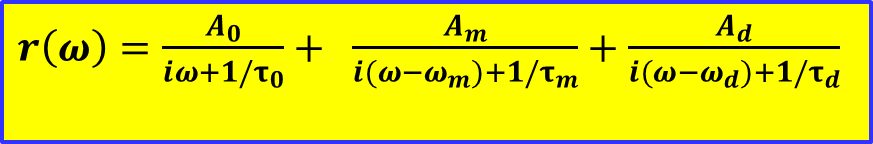 r(ω) = A₀/(iω+1/τ₀) + Aₘ/(i(ω−ωₘ)+1/τₘ) + A_d/(i(ω−ω_d)+1/τ_d)